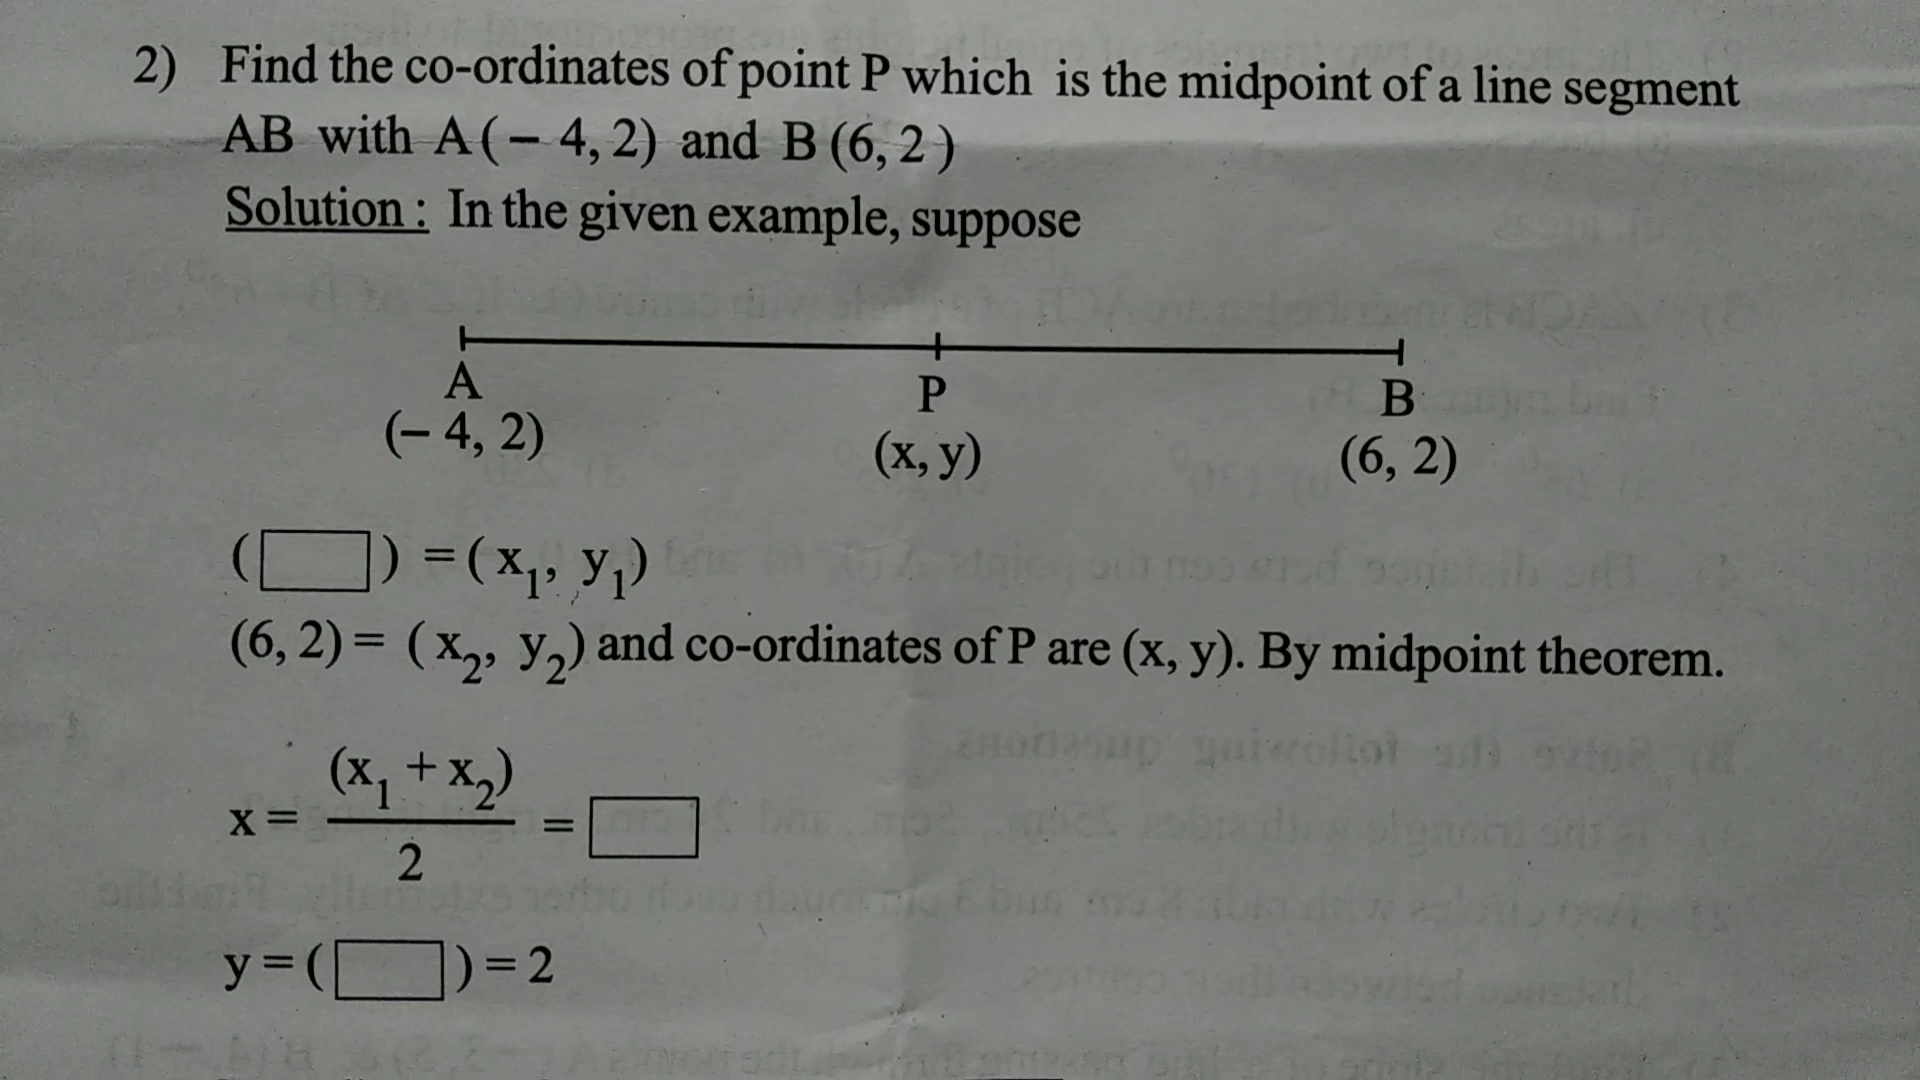 2) Find the co-ordinates of point P which is the midpoint of a line segment
AB with A (– 4, 2) and B (6, 2)
Solution : In the given example, suppose
A P B
(– 4, 2) (x, y) (6, 2)
( ) = (x₁, y₁)
(6, 2) = (x₂, y₂) and co-ordinates of P are (x, y). By midpoint theorem.
x = (x₁ + x₂) / 2 =
y = ( ) = 2